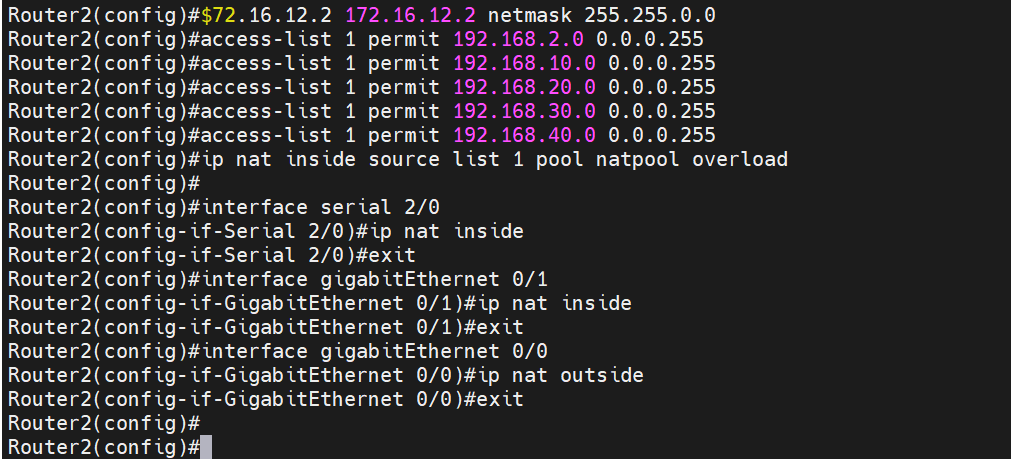 Router2(config)#$72.16.12.2 172.16.12.2 netmask 255.255.0.0
Router2(config)#access-list 1 permit 192.168.2.0 0.0.0.255
Router2(config)#access-list 1 permit 192.168.10.0 0.0.0.255
Router2(config)#access-list 1 permit 192.168.20.0 0.0.0.255
Router2(config)#access-list 1 permit 192.168.30.0 0.0.0.255
Router2(config)#access-list 1 permit 192.168.40.0 0.0.0.255
Router2(config)#ip nat inside source list 1 pool natpool overload
Router2(config)#
Router2(config)#interface serial 2/0
Router2(config-if-Serial 2/0)#ip nat inside
Router2(config-if-Serial 2/0)#exit
Router2(config)#interface gigabitEthernet 0/1
Router2(config-if-GigabitEthernet 0/1)#ip nat inside
Router2(config-if-GigabitEthernet 0/1)#exit
Router2(config)#interface gigabitEthernet 0/0
Router2(config-if-GigabitEthernet 0/0)#ip nat outside
Router2(config-if-GigabitEthernet 0/0)#exit
Router2(config)#
Router2(config)#